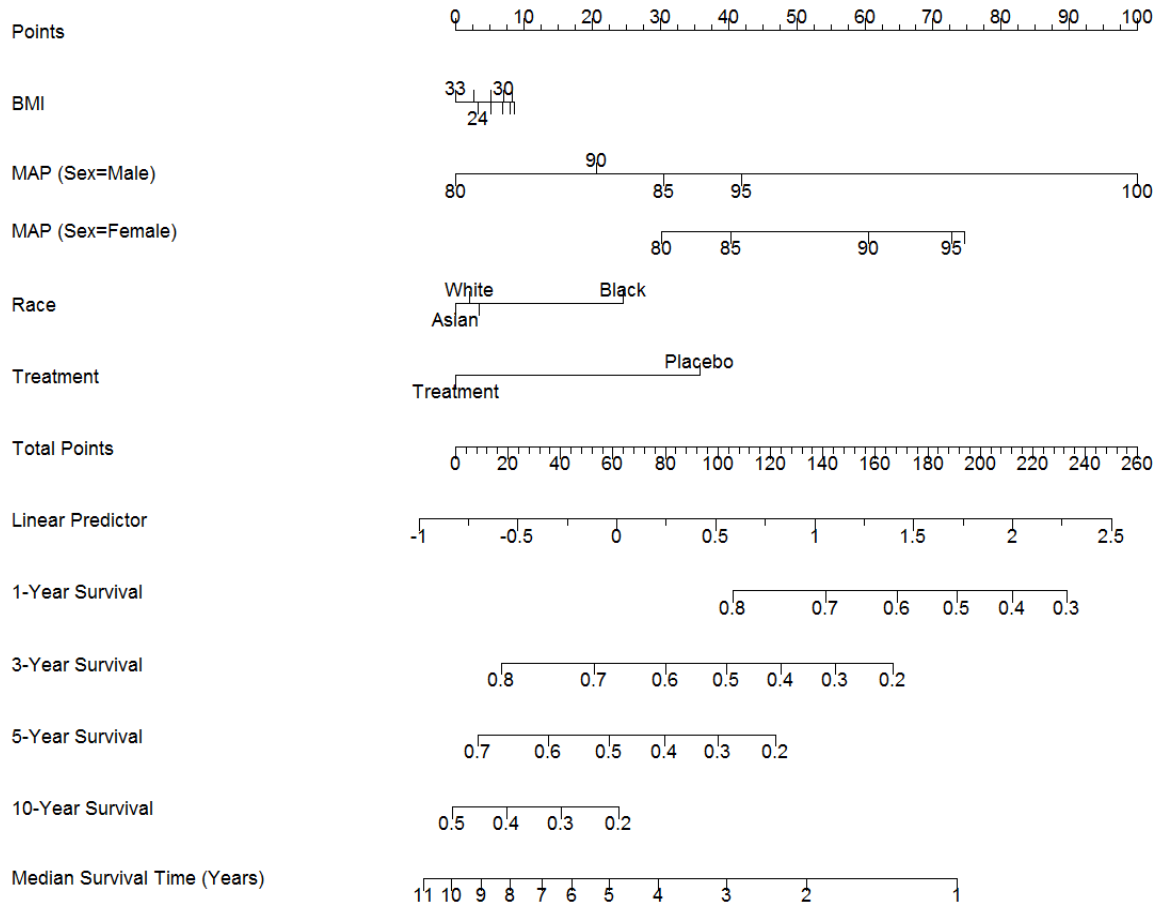 Points 0 10 20 30 40 50 60 70 80 90 100
BMI 33 30
24
90
MAP (Sex=Male)
80 85 95 100
MAP (Sex=Female)
80 85 90 95
White Black
Race
Asian
Placebo
Treatment
Treatment
Total Points
0 20 40 60 80 100 120 140 160 180 200 220 240 260
Linear Predictor
-1 -0.5 0 0.5 1 1.5 2 2.5
1-Year Survival
0.8 0.7 0.6 0.5 0.4 0.3
3-Year Survival
0.8 0.7 0.6 0.5 0.4 0.3 0.2
5-Year Survival
0.7 0.6 0.5 0.4 0.3 0.2
10-Year Survival
0.5 0.4 0.3 0.2
Median Survival Time (Years)
11 10 9 8 7 6 5 4 3 2 1